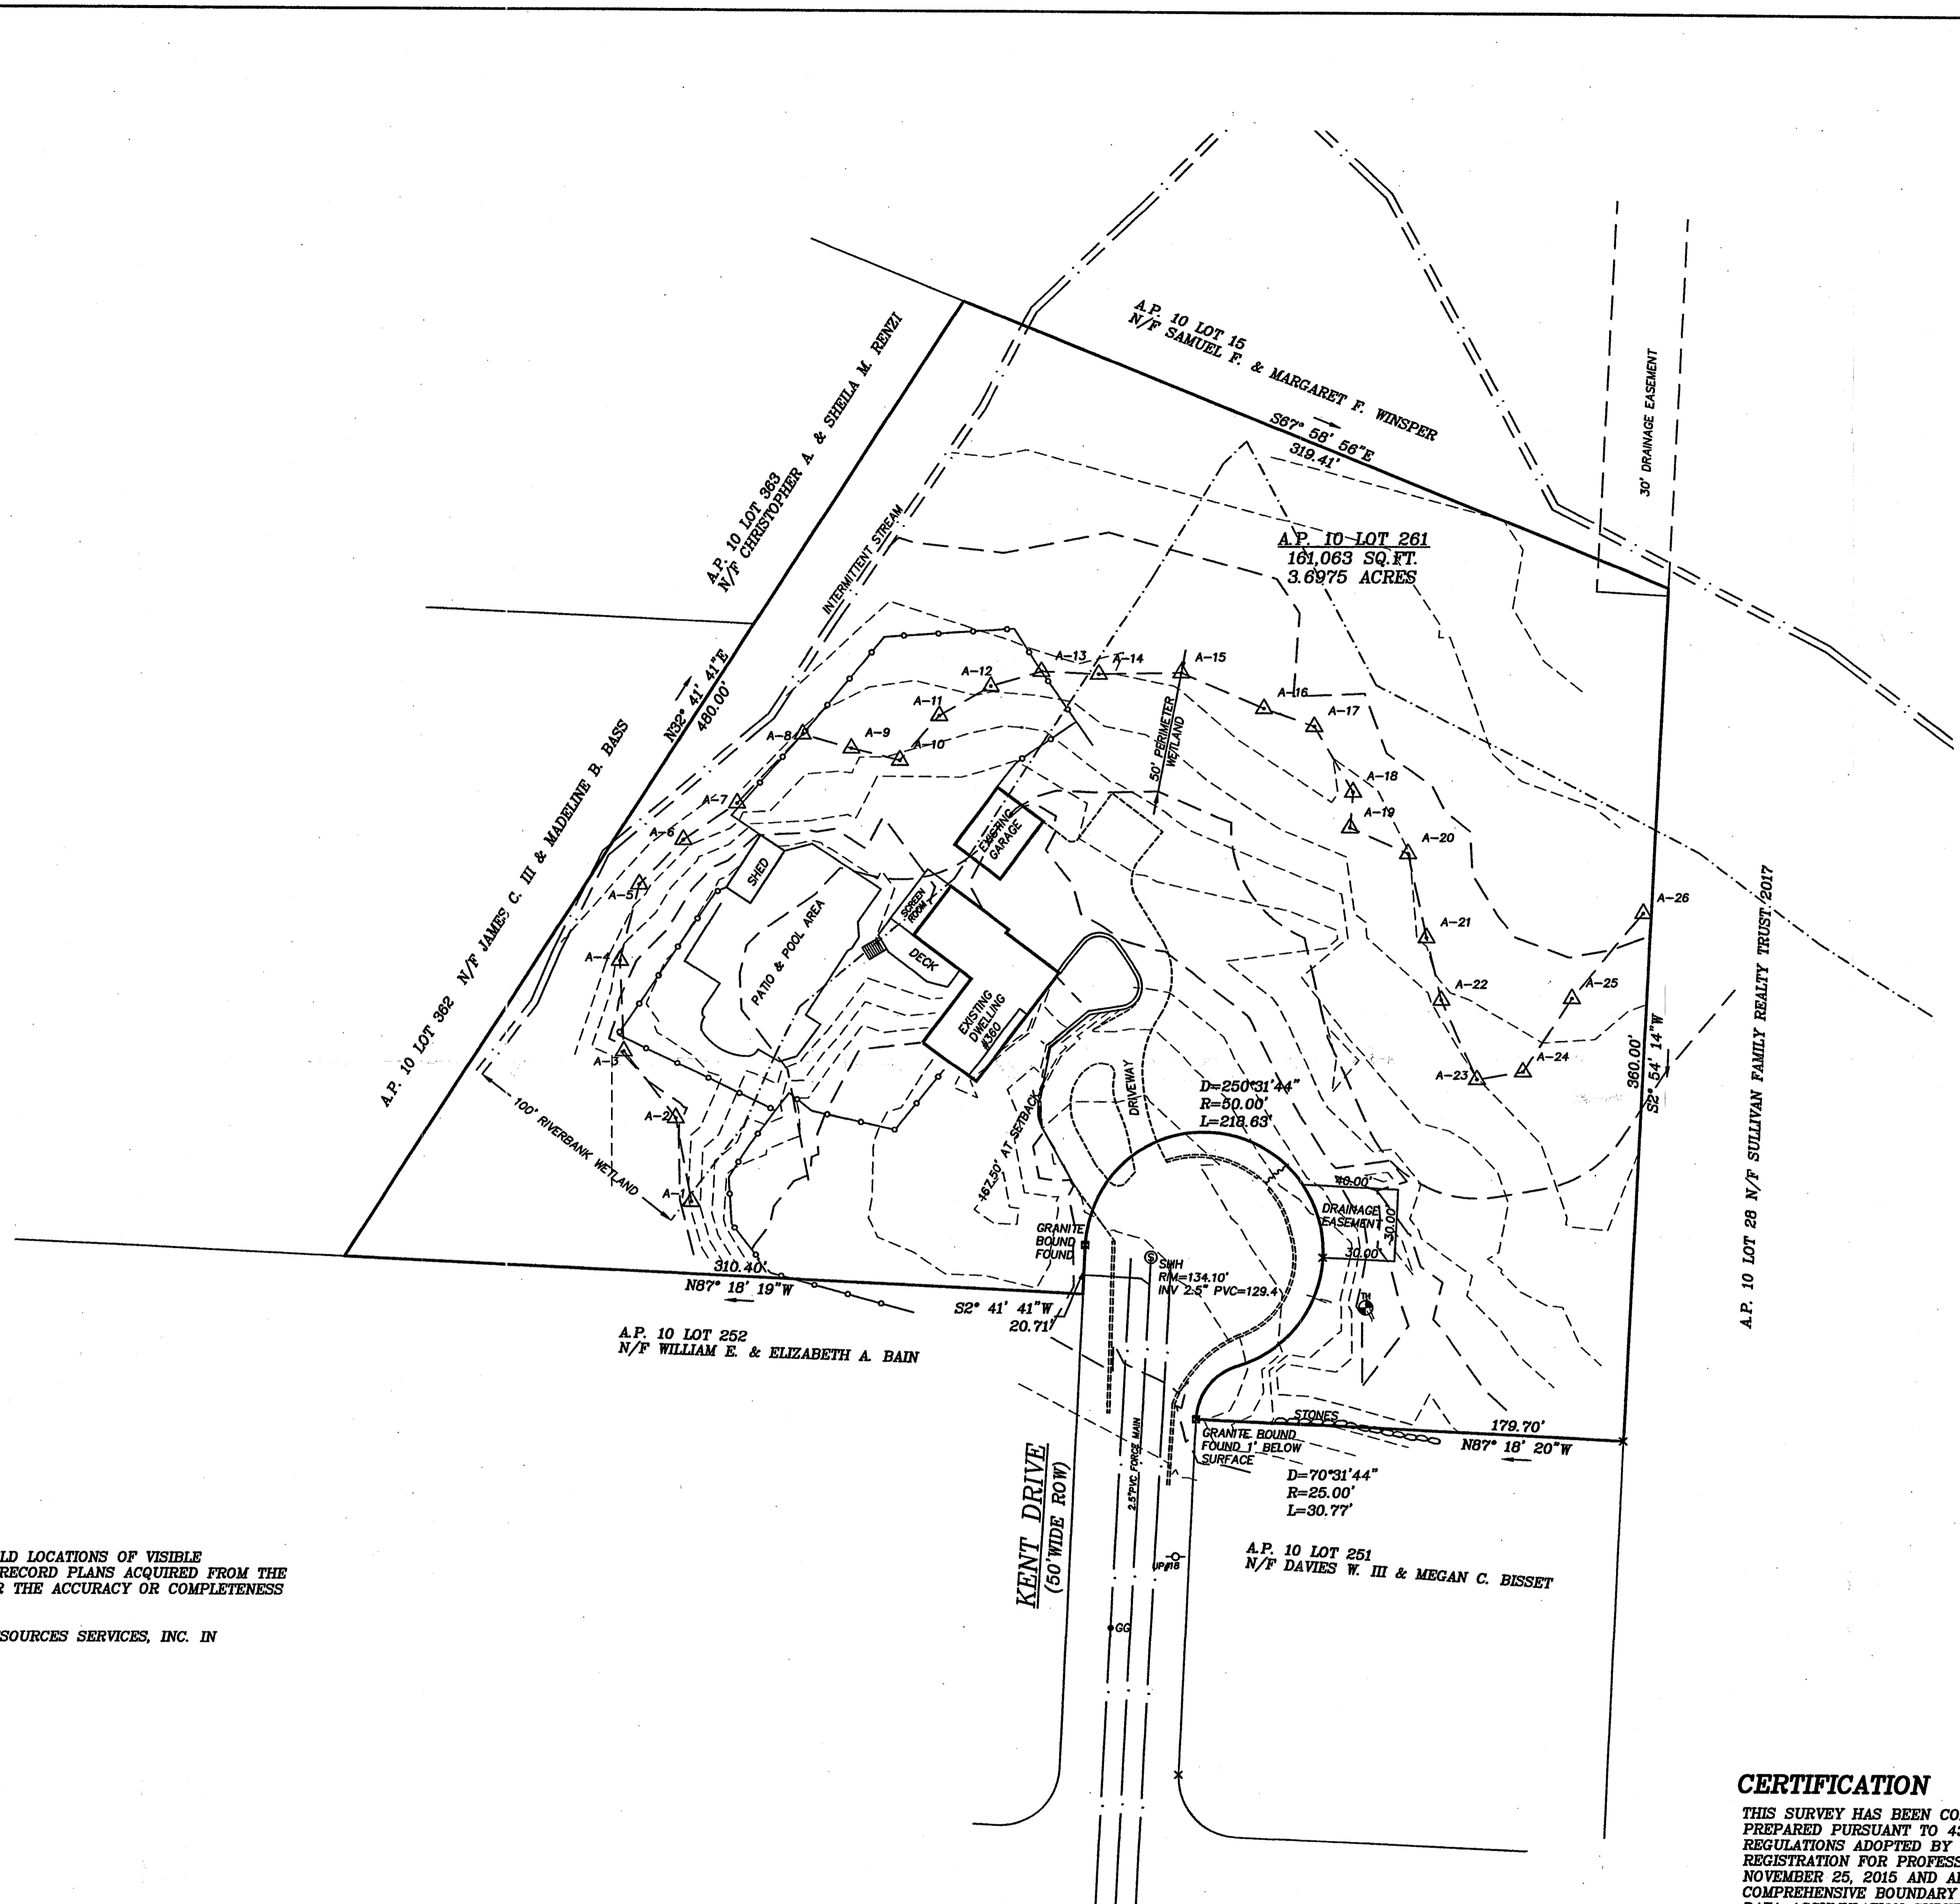 A.P. 10 LOT 15
N/F SAMUEL F. & MARGARET F. WINSPER
S67° 58' 56"E
319.41'
30' DRAINAGE EASEMENT
A.P. 10 LOT 363
N/F CHRISTOPHER A. & SHEILA M. RENZI
INTERMITTENT STREAM
A.P. 10 LOT 261
161,063 SQ.FT.
3.6975 ACRES
N32° 41' 41"E
480.00'
A.P. 10 LOT 362 N/F JAMES C. III & MADELINE B. BASS
A-13
A-14
A-15
A-12
A-11
A-16
A-17
A-8
A-9
A-10
50' PERIMETER
WETLAND
A-18
A-7
A-19
A-6
A-20
EXISTING
GARAGE
SHED
A-5
SCREEN
ROOM
A-26
PATIO & POOL AREA
A-21
A-4
DECK
A-22
A-25
EXISTING
DWELLING
#360
A-3
A-24
A-23
360.00'
S2° 54' 14"W
A.P. 10 LOT 28 N/F SULLIVAN FAMILY REALTY TRUST 2017
100' RIVERBANK WETLAND
A-2
A-1
167.50' AT SETBACK
DRIVEWAY
D=250°31'44"
R=50.00'
L=218.63'
40.00'
DRAINAGE
EASEMENT
30.00'
30.00'
GRANITE
BOUND
FOUND
SMH
RIM=134.10'
INV 2.5" PVC=129.4
TH
310.40'
N87° 18' 19"W
S2° 41' 41"W
20.71'
A.P. 10 LOT 252
N/F WILLIAM E. & ELIZABETH A. BAIN
STONES
179.70'
N87° 18' 20"W
GRANITE BOUND
FOUND 1' BELOW
SURFACE
D=70°31'44"
R=25.00'
L=30.77'
2.5"PVC FORCE MAIN
KENT DRIVE
(50'WIDE ROW)
A.P. 10 LOT 251
N/F DAVIES W. III & MEGAN C. BISSET
UP#18
GG
LD LOCATIONS OF VISIBLE
RECORD PLANS ACQUIRED FROM THE
R THE ACCURACY OR COMPLETENESS
SOURCES SERVICES, INC. IN
CERTIFICATION
THIS SURVEY HAS BEEN CO
PREPARED PURSUANT TO 43
REGULATIONS ADOPTED BY
REGISTRATION FOR PROFESS
NOVEMBER 25, 2015 AND A
COMPREHENSIVE BOUNDARY